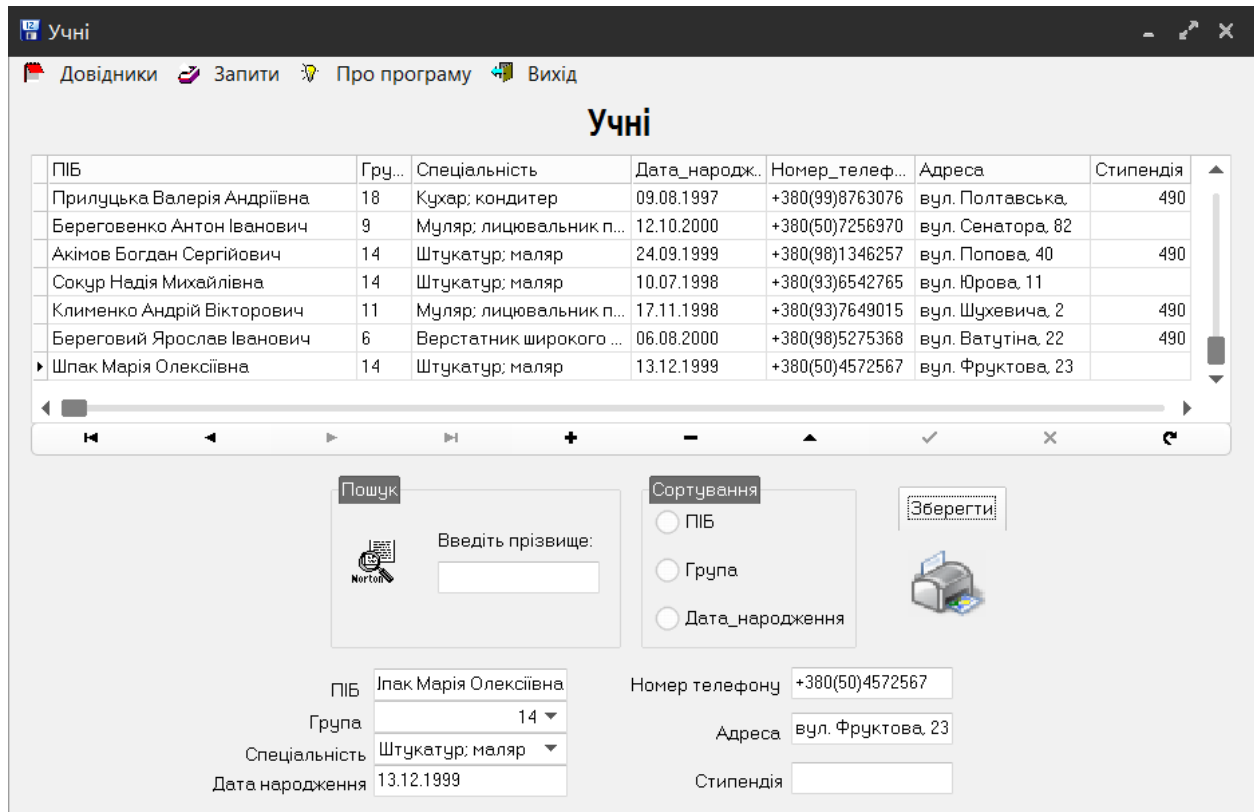 Учні
Довідники Запити Про програму Вихід
Учні
ПІБ Гру... Спеціальність Дата_народж.. Номер_телеф... Адреса Стипендія
Прилуцька Валерія Андріївна 18 Кухар; кондитер 09.08.1997 +380(99)8763076 вул. Полтавська, 490
Береговенко Антон Іванович 9 Муляр; лицювальник п... 12.10.2000 +380(50)7256970 вул. Сенатора, 82
Акімов Богдан Сергійович 14 Штукатур; маляр 24.09.1999 +380(98)1346257 вул. Попова, 40 490
Сокур Надія Михайлівна 14 Штукатур; маляр 10.07.1998 +380(93)6542765 вул. Юрова, 11
Клименко Андрій Вікторович 11 Муляр; лицювальник п... 17.11.1998 +380(93)7649015 вул. Шухевича, 2 490
Береговий Ярослав Іванович 6 Верстатник широкого ... 06.08.2000 +380(98)5275368 вул. Ватутіна, 22 490
Шпак Марія Олексіївна 14 Штукатур; маляр 13.12.1999 +380(50)4572567 вул. Фруктова, 23
Пошук
Введіть прізвище:
Norton
Сортування
ПІБ
Група
Дата_народження
Зберегти
ПІБ Шпак Марія Олексіївна
Група 14
Спеціальність Штукатур; маляр
Дата народження 13.12.1999
Номер телефону +380(50)4572567
Адреса вул. Фруктова, 23
Стипендія